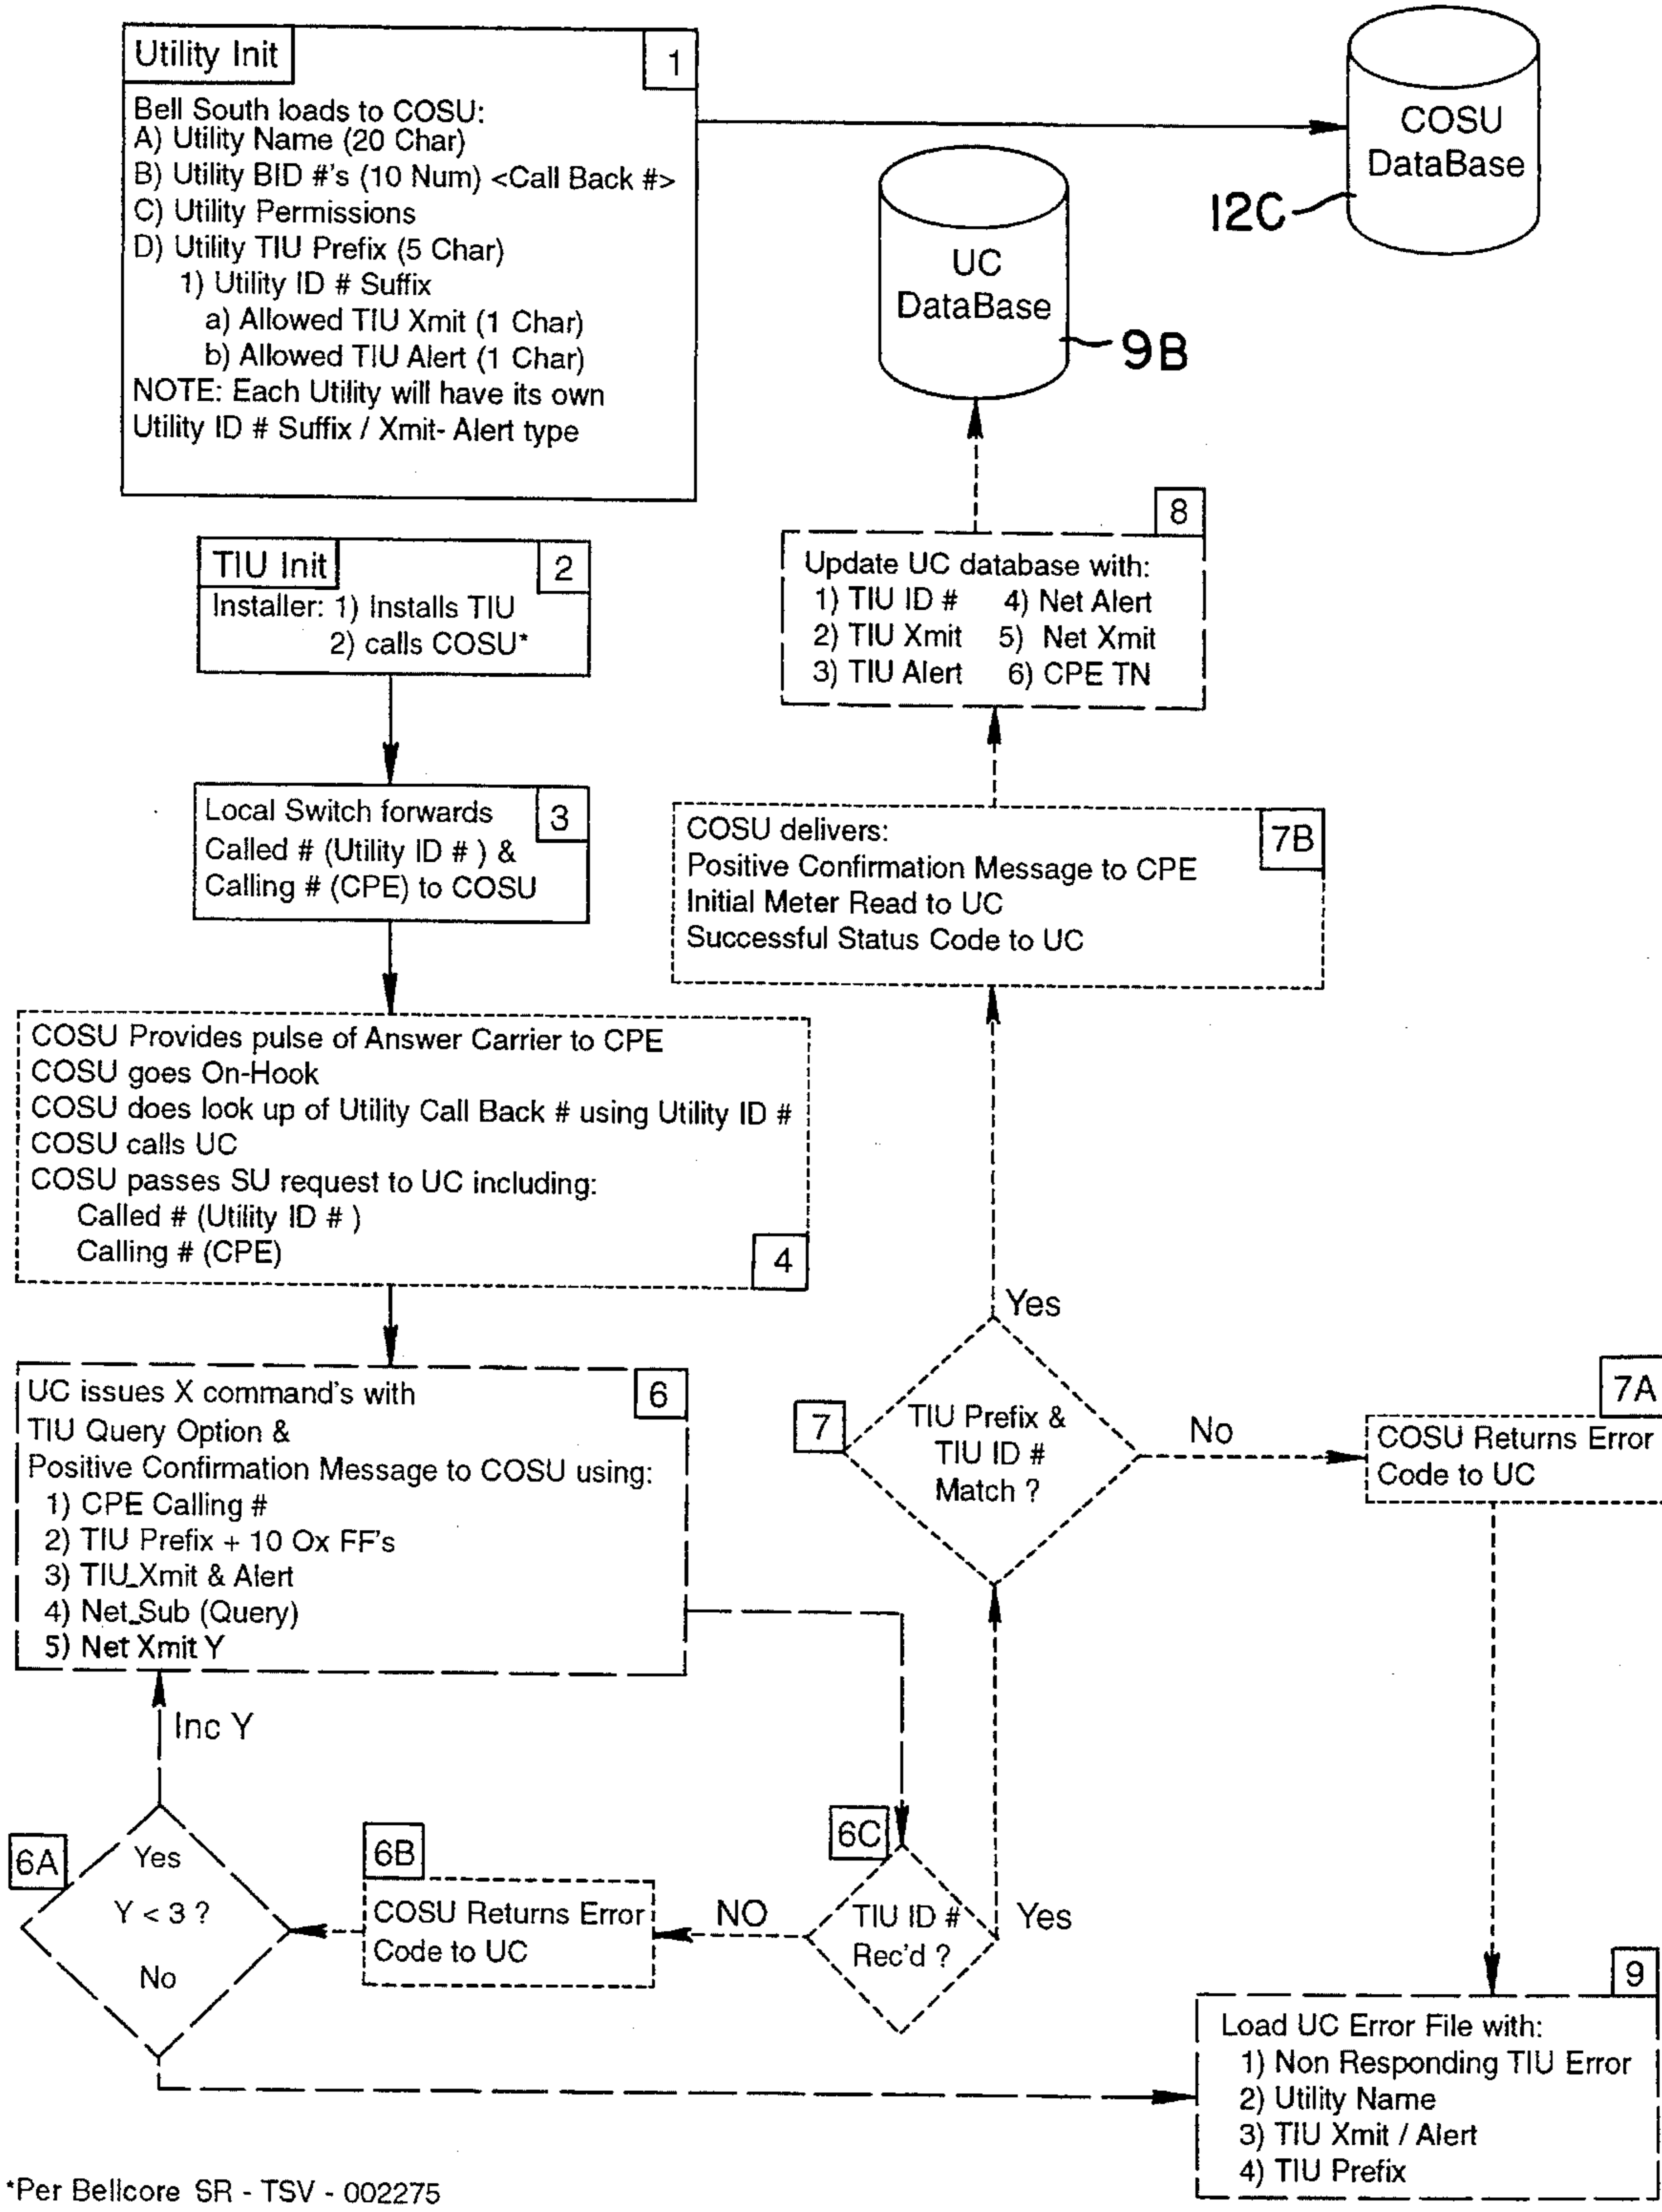 Utility Init
1
Bell South loads to COSU:
A) Utility Name (20 Char)
B) Utility BID #'s (10 Num) <Call Back #>
C) Utility Permissions
D) Utility TIU Prefix (5 Char)
1) Utility ID # Suffix
a) Allowed TIU Xmit (1 Char)
b) Allowed TIU Alert (1 Char)
NOTE: Each Utility will have its own
Utility ID # Suffix / Xmit- Alert type
COSU
DataBase
12C
UC
DataBase
9B
8
Update UC database with:
1) TIU ID # 4) Net Alert
2) TIU Xmit 5) Net Xmit
3) TIU Alert 6) CPE TN
TIU Init
2
Installer: 1) Installs TIU
2) calls COSU*
Local Switch forwards
3
Called # (Utility ID # ) &
Calling # (CPE) to COSU
COSU delivers:
7B
Positive Confirmation Message to CPE
Initial Meter Read to UC
Successful Status Code to UC
COSU Provides pulse of Answer Carrier to CPE
COSU goes On-Hook
COSU does look up of Utility Call Back # using Utility ID #
COSU calls UC
COSU passes SU request to UC including:
Called # (Utility ID # )
Calling # (CPE)
4
UC issues X command's with
6
TIU Query Option &
Positive Confirmation Message to COSU using:
1) CPE Calling #
2) TIU Prefix + 10 Ox FF's
3) TIU_Xmit & Alert
4) Net_Sub (Query)
5) Net Xmit Y
Yes
7
TIU Prefix &
TIU ID #
Match ?
No
7A
COSU Returns Error
Code to UC
Inc Y
6A
Yes
Y < 3 ?
No
6B
COSU Returns Error
Code to UC
NO
6C
TIU ID #
Rec'd ?
Yes
9
Load UC Error File with:
1) Non Responding TIU Error
2) Utility Name
3) TIU Xmit / Alert
4) TIU Prefix
*Per Bellcore SR - TSV - 002275